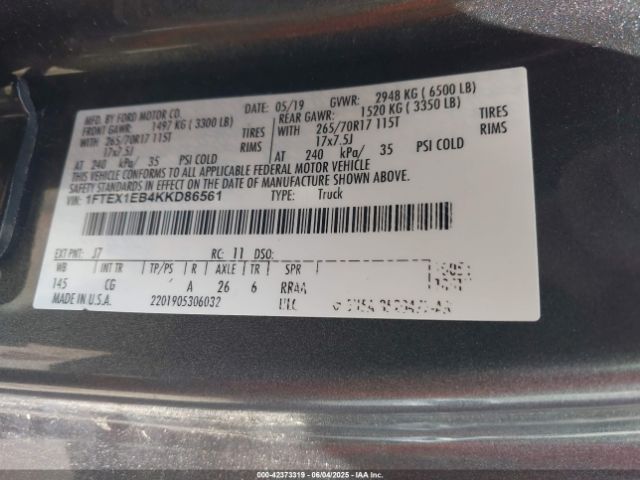 MFD. BY FORD MOTOR CO. DATE: 05/19 GVWR: 2948 KG ( 6500 LB)
FRONT GAWR: 1497 KG ( 3300 LB) REAR GAWR: 1520 KG ( 3350 LB)
WITH 265/70R17 115T TIRES WITH 265/70R17 115T TIRES
17x7.5J RIMS 17x7.5J RIMS
AT 240 kPa/ 35 PSI COLD AT 240 kPa/ 35 PSI COLD
THIS VEHICLE CONFORMS TO ALL APPLICABLE FEDERAL MOTOR VEHICLE
SAFETY STANDARDS IN EFFECT ON THE DATE OF MANUFACTURE SHOWN ABOVE.
VIN: 1FTEX1EB4KKD86561 TYPE: Truck
EXT PNT: J7 RC: 11 DSO:
WB INT TR TP/PS R AXLE TR SPR
145 CG A 26 6 RRAA
MADE IN U.S.A. 2201905306032
© IAA - 42373319 | 06/04/2025 - iaai.com